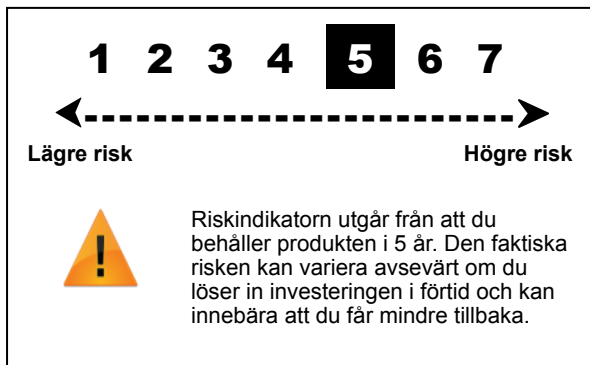 1 2 3 4 5 6 7
Lägre risk Högre risk
!
Riskindikatorn utgår från att du
behåller produkten i 5 år. Den faktiska
risken kan variera avsevärt om du
löser in investeringen i förtid och kan
innebära att du får mindre tillbaka.